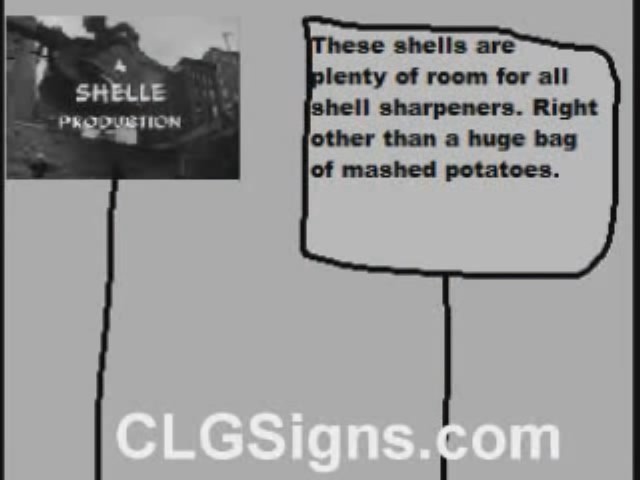 A
SHELLE
PRODUCTION
These shells are
plenty of room for all
shell sharpeners. Right
other than a huge bag
of mashed potatoes.
CLGSigns.com